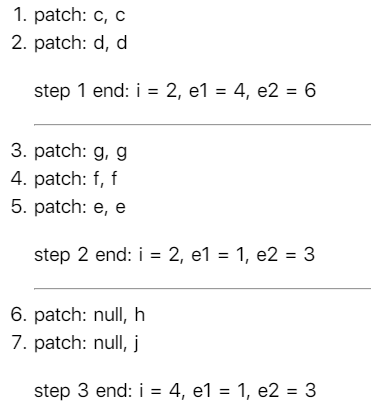 1. patch: c, c
2. patch: d, d
step 1 end: i = 2, e1 = 4, e2 = 6
3. patch: g, g
4. patch: f, f
5. patch: e, e
step 2 end: i = 2, e1 = 1, e2 = 3
6. patch: null, h
7. patch: null, j
step 3 end: i = 4, e1 = 1, e2 = 3